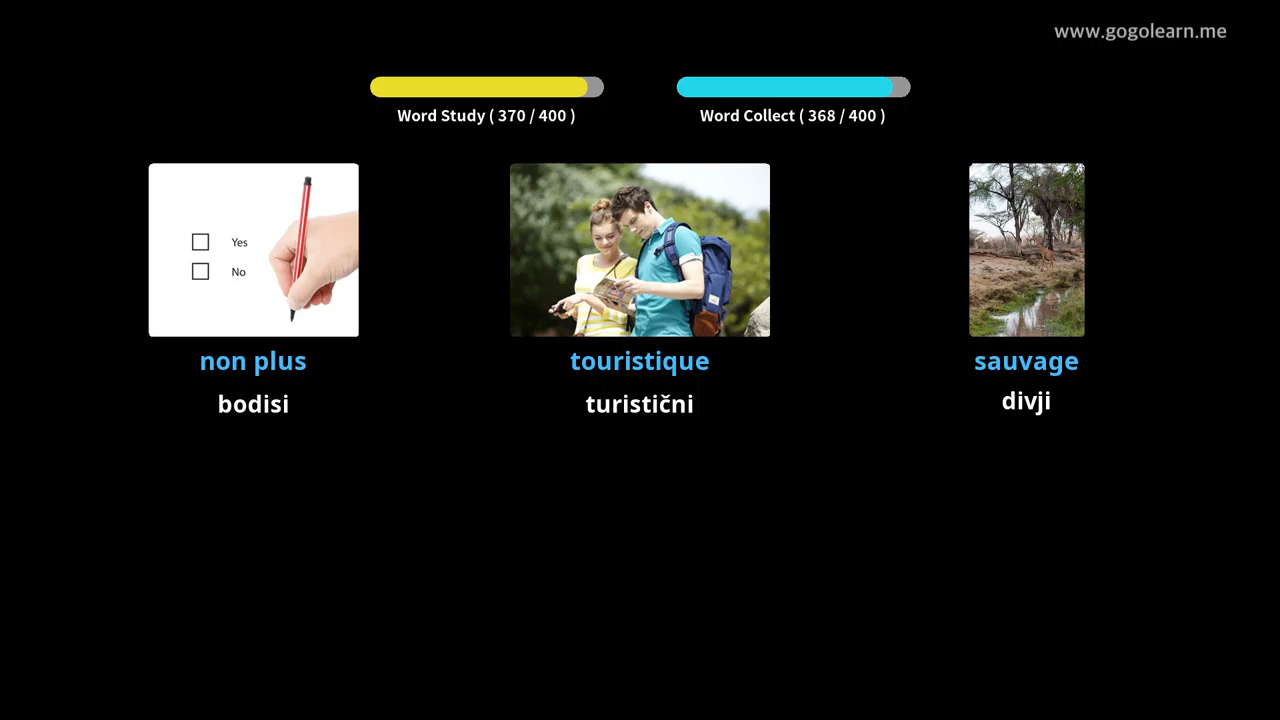 www.gogolearn.me
Word Study ( 370 / 400 )
Word Collect ( 368 / 400 )
Yes
No
non plus
touristique
sauvage
bodisi
turistični
divji